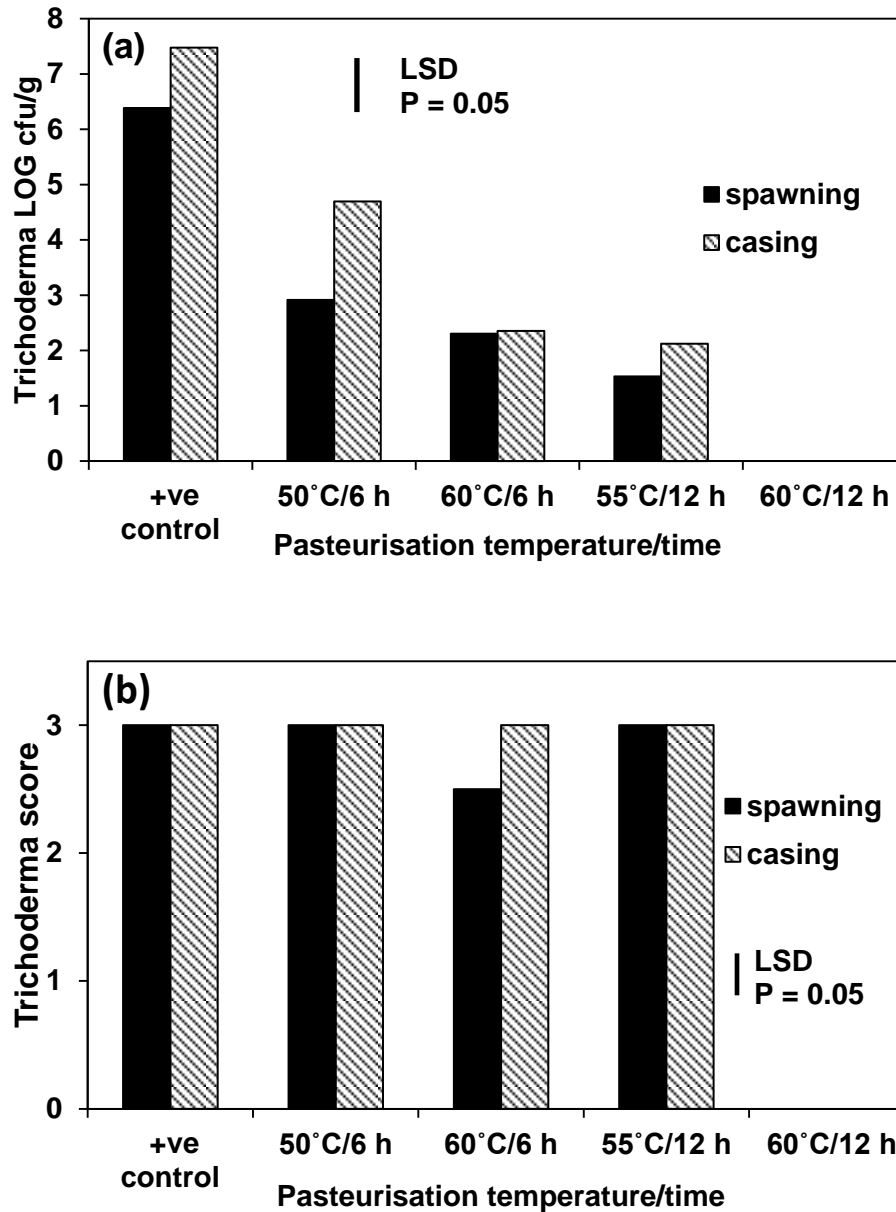 (a)
8
7
6
5
4
3
2
1
0
Trichoderma LOG cfu/g
LSD
P = 0.05
spawning
casing
+ve
control
50˚C/6 h
60˚C/6 h
55˚C/12 h
60˚C/12 h
Pasteurisation temperature/time
(b)
3
2
1
0
Trichoderma score
spawning
casing
LSD
P = 0.05
+ve
control
50˚C/6 h
60˚C/6 h
55˚C/12 h
60˚C/12 h
Pasteurisation temperature/time